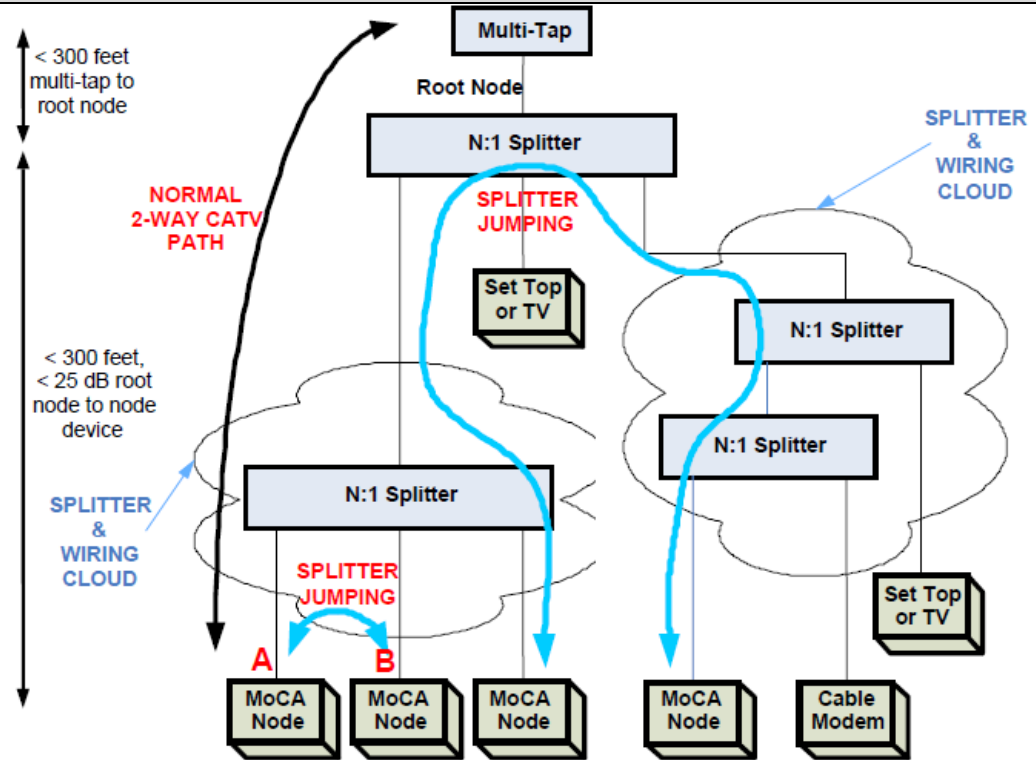 Multi-Tap
< 300 feet
multi-tap to
root node
Root Node
N:1 Splitter
SPLITTER
&
WIRING
CLOUD
NORMAL
2-WAY CATV
PATH
SPLITTER
JUMPING
Set Top
or TV
N:1 Splitter
< 300 feet,
< 25 dB root
node to node
device
N:1 Splitter
N:1 Splitter
SPLITTER
&
WIRING
CLOUD
SPLITTER
JUMPING
Set Top
or TV
A
B
MoCA
Node
MoCA
Node
MoCA
Node
MoCA
Node
Cable
Modem